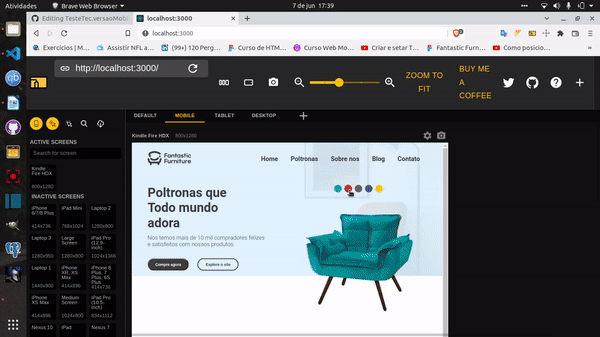 Atividades
Brave Web Browser
7 de jun 17:39
Editing TesteTec.versaoMob
localhost:3000
localhost:3000
Exercícios | M
Assistir NFL a
(99+) 120 Perg
Curso de HTM
Curso Web Mo
Criar e setar T
Fantastic Furn
Como posicio
http://localhost:3000/
ZOOM TO FIT
BUY ME A COFFEE
DEFAULT
MOBILE
TABLET
DESKTOP
Kindle Fire HDX 800x1280
ACTIVE SCREENS
Search for screen
Kindle Fire HDX
800x1280
INACTIVE SCREENS
iPhone 6/7/8 Plus
414x736
iPad Mini
768x1024
Laptop 2
1280x800
Laptop 3
1280x950
Large Screen
1280x800
iPad Pro (12.9-inch)
1024x1366
Laptop 1
1440x900
iPhone XR, XS Max
414x896
iPhone 8 Plus, 7 Plus, 6S Plus
414x736
iPhone XS Max
414x896
Medium Screen
1024x800
iPad Pro (10.5-inch)
834x1112
Nexus 10
iPad
Nexus 7
Fantastic Furniture
Home
Poltronas
Sobre nos
Blog
Contato
Poltronas que
Todo mundo
adora
Nos temos mais de 10 mil compradores felizes
e satisfeitos com nossos produtos.
Compre agora
Explore o site